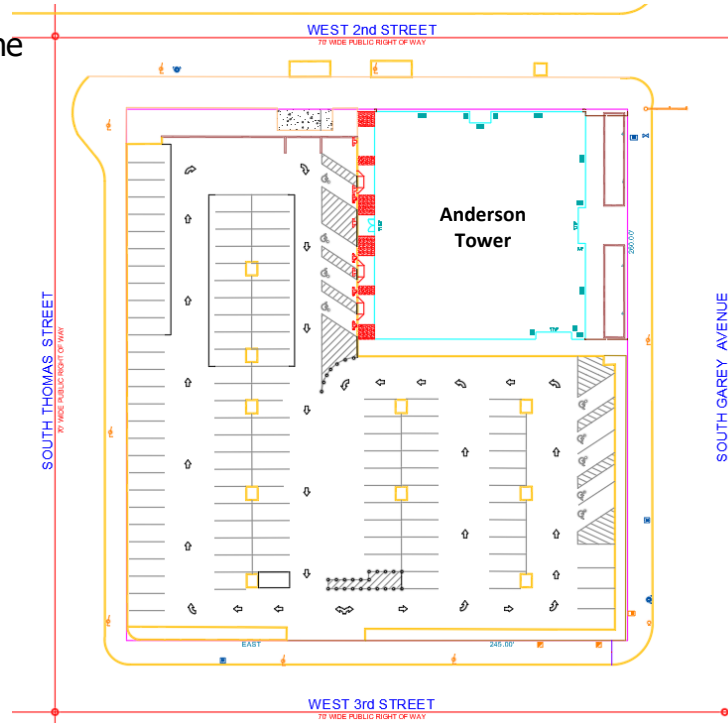 WEST 2nd STREET
70' WIDE PUBLIC RIGHT OF WAY
ne
Anderson
Tower
260.00'
SOUTH THOMAS STREET
70' WIDE PUBLIC RIGHT OF WAY
SOUTH GAREY AVENUE
EAST
245.00'
WEST 3rd STREET
70' WIDE PUBLIC RIGHT OF WAY